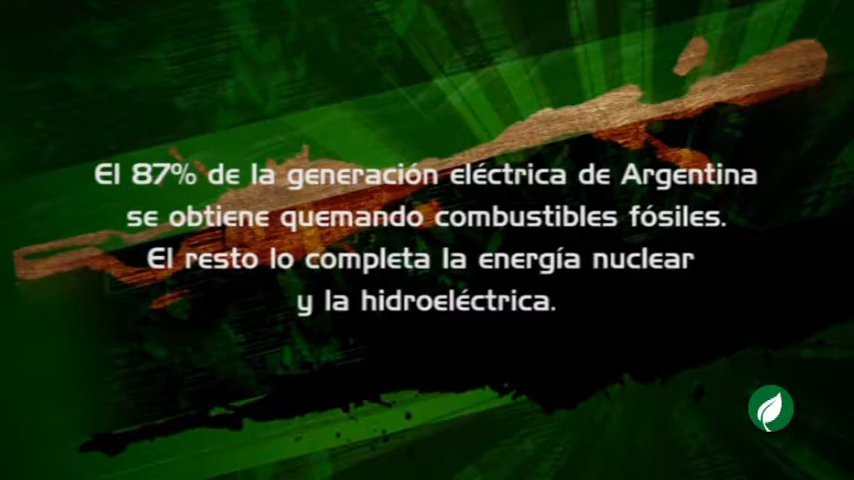 El 87% de la generación eléctrica de Argentina
se obtiene quemando combustibles fósiles.
El resto lo completa la energía nuclear
y la hidroeléctrica.